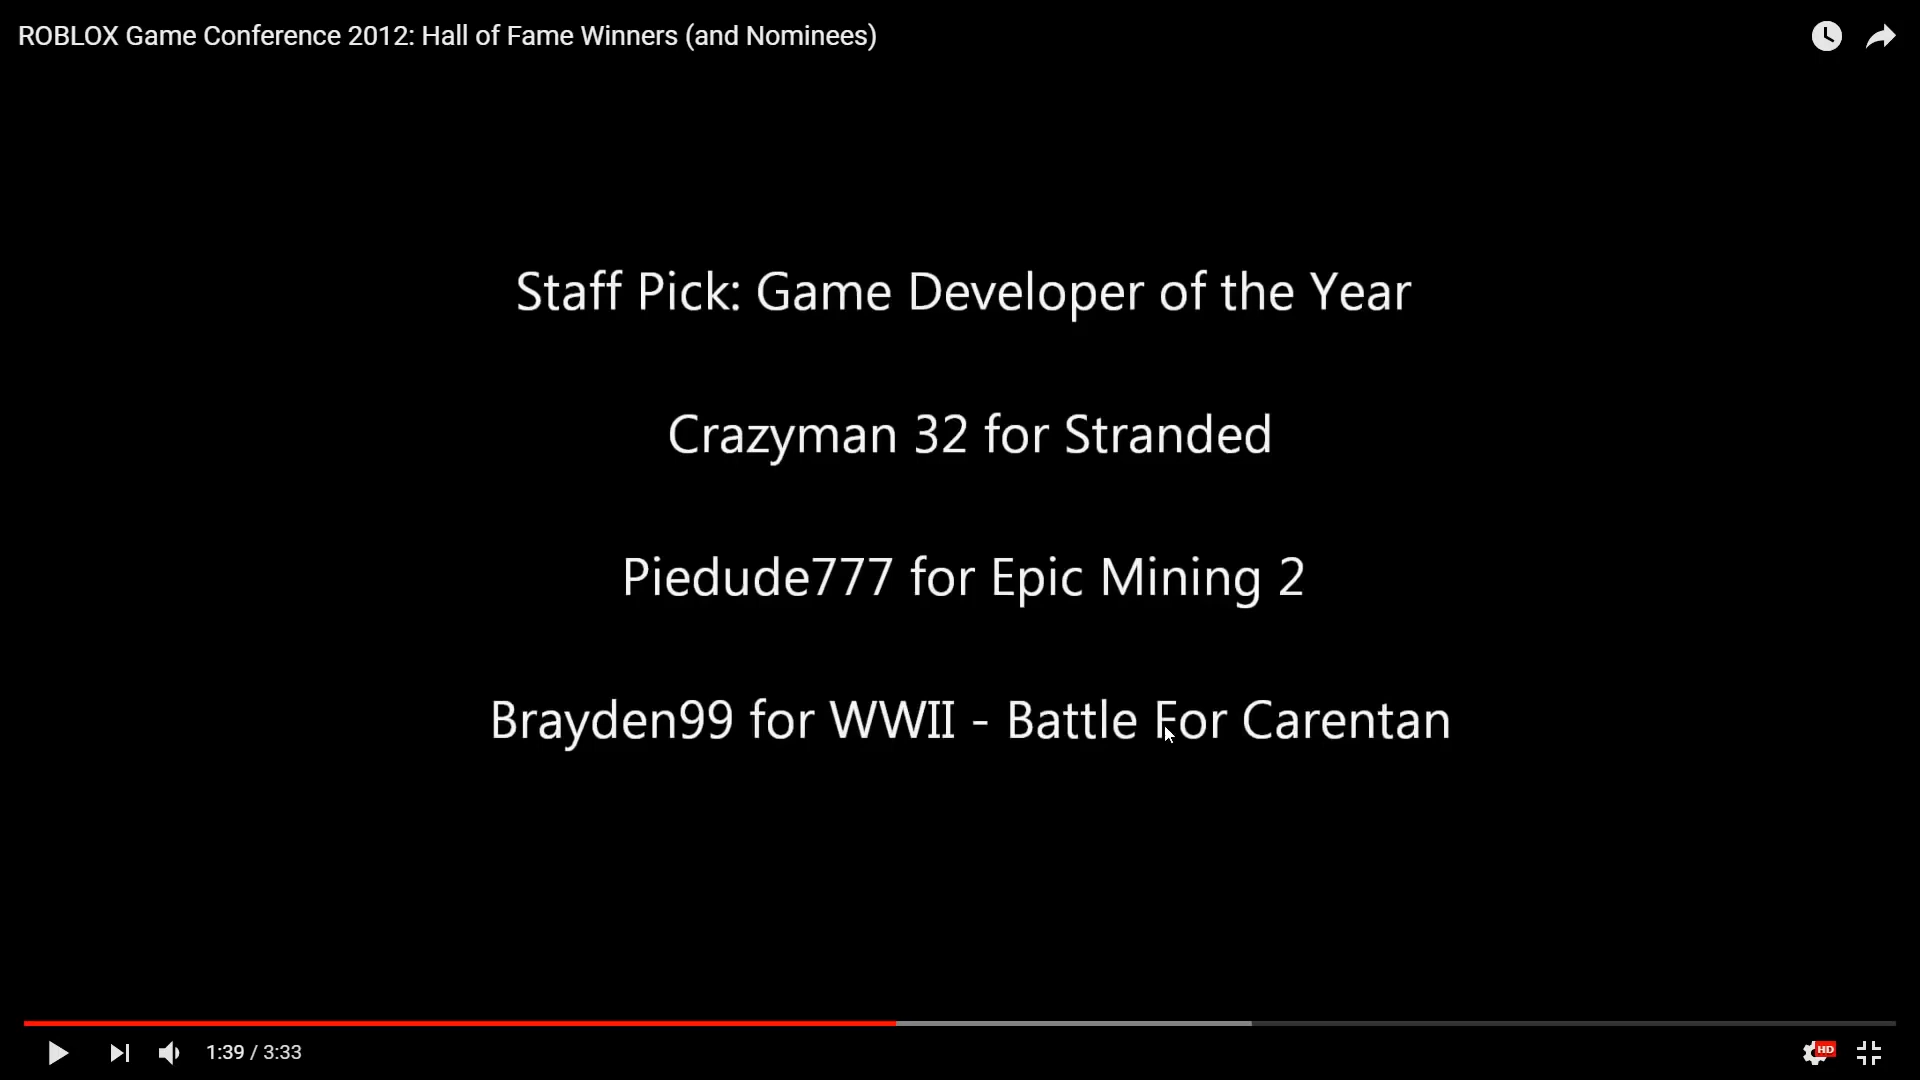 ROBLOX Game Conference 2012: Hall of Fame Winners (and Nominees)
Staff Pick: Game Developer of the Year
Crazyman 32 for Stranded
Piedude777 for Epic Mining 2
Brayden99 for WWII - Battle For Carentan
1:39 / 3:33
HD